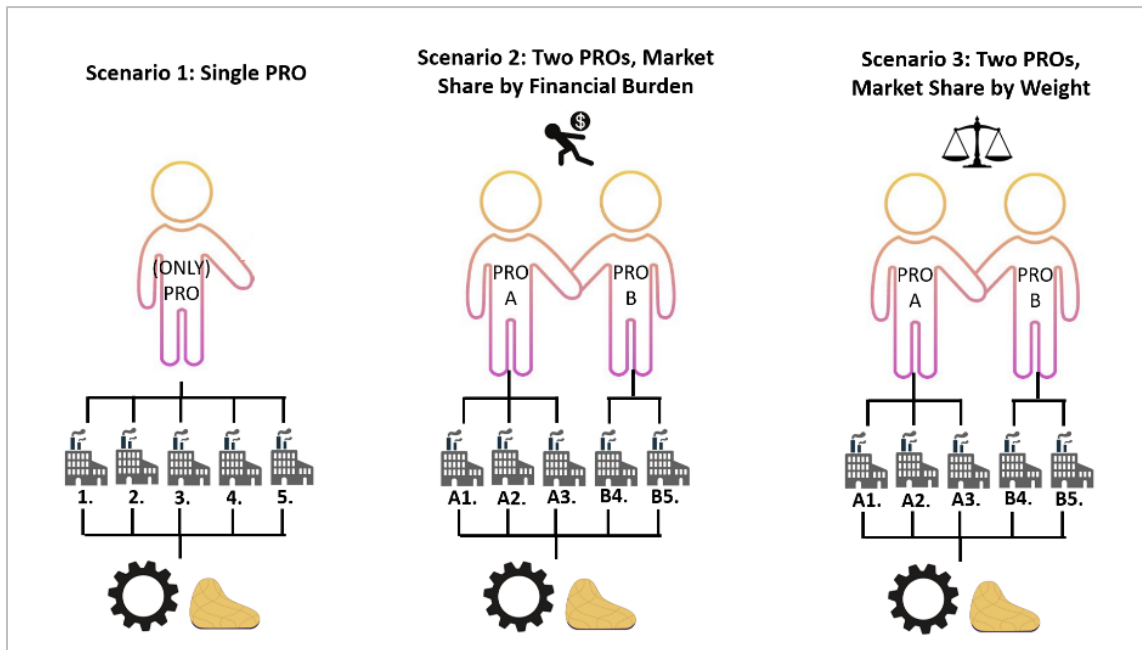 Scenario 1: Single PRO
(ONLY)
PRO
1.
2.
3.
4.
5.
Scenario 2: Two PROs, Market
Share by Financial Burden
$
PRO
A
PRO
B
A1.
A2.
A3.
B4.
B5.
Scenario 3: Two PROs,
Market Share by Weight
PRO
A
PRO
B
A1.
A2.
A3.
B4.
B5.